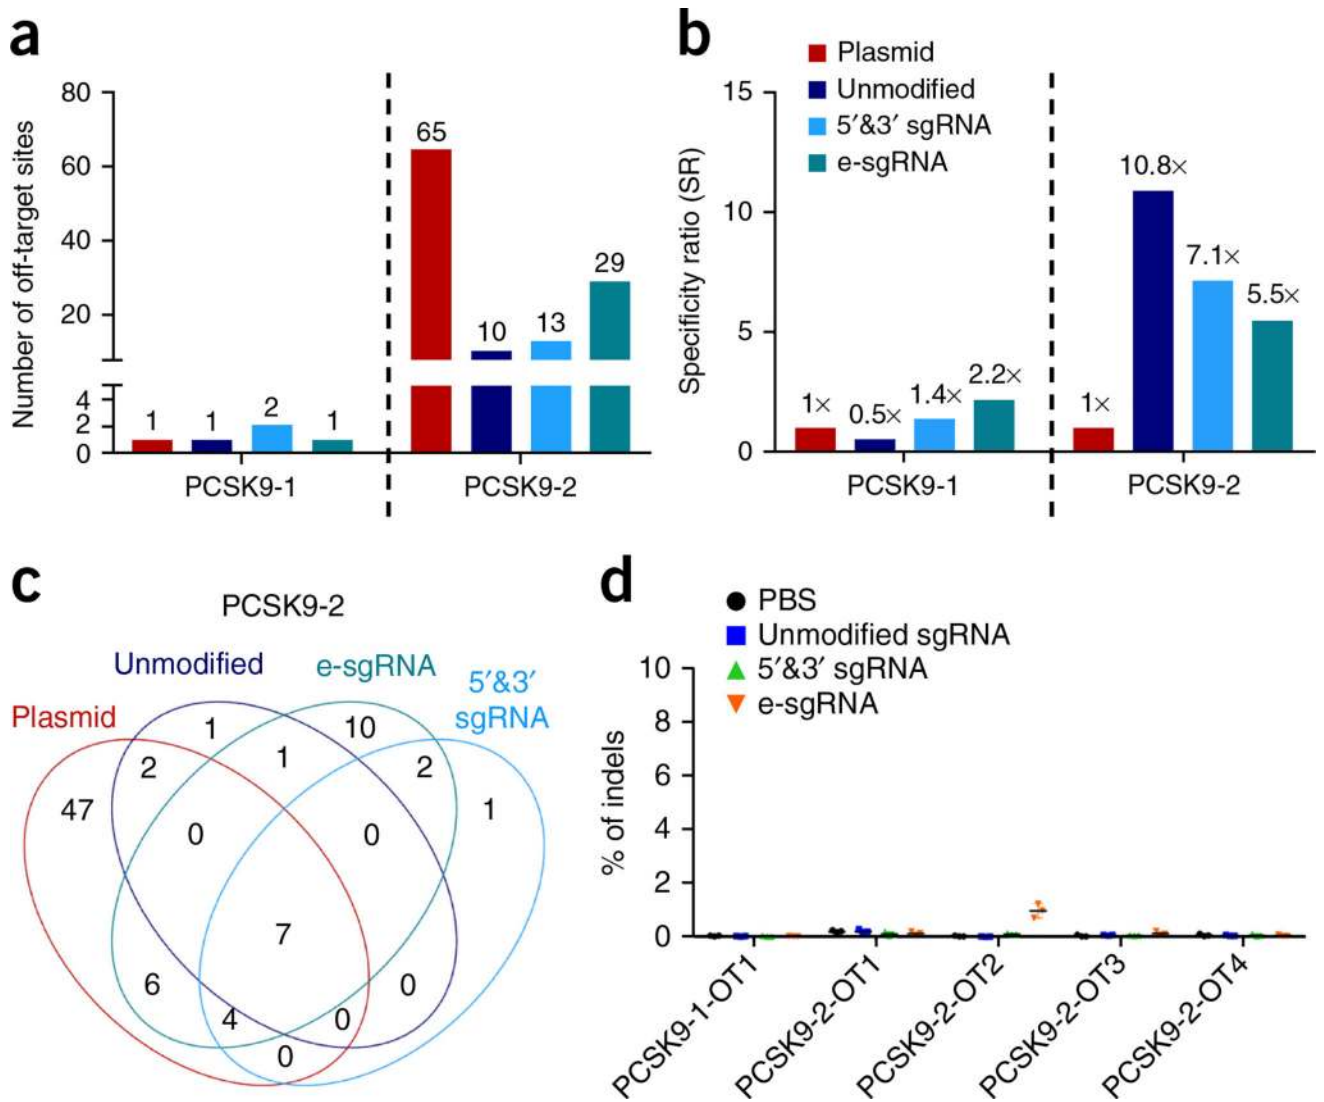 a
Number of off-target sites
80
60
40
20
4
2
0
1
1
2
1
65
10
13
29
PCSK9-1
PCSK9-2
b
Plasmid
Unmodified
5′&3′ sgRNA
e-sgRNA
Specificity ratio (SR)
15
10
5
0
1×
0.5×
1.4×
2.2×
1×
10.8×
7.1×
5.5×
PCSK9-1
PCSK9-2
c
PCSK9-2
Unmodified
e-sgRNA
5′&3′
sgRNA
Plasmid
1
10
2
1
2
47
1
0
0
7
6
0
4
0
0
d
PBS
Unmodified sgRNA
5′&3′ sgRNA
e-sgRNA
% of indels
10
8
6
4
2
0
PCSK9-1-OT1
PCSK9-2-OT1
PCSK9-2-OT2
PCSK9-2-OT3
PCSK9-2-OT4